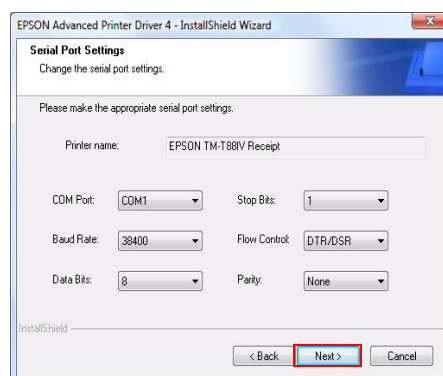 EPSON Advanced Printer Driver 4 - InstallShield Wizard
Serial Port Settings
Change the serial port settings.
Please make the appropriate serial port settings.
Printer name: EPSON TM-T88IV Receipt
COM Port: COM1 Stop Bits: 1
Baud Rate: 38400 Flow Control: DTR/DSR
Data Bits: 8 Parity: None
InstallShield
< Back Next > Cancel